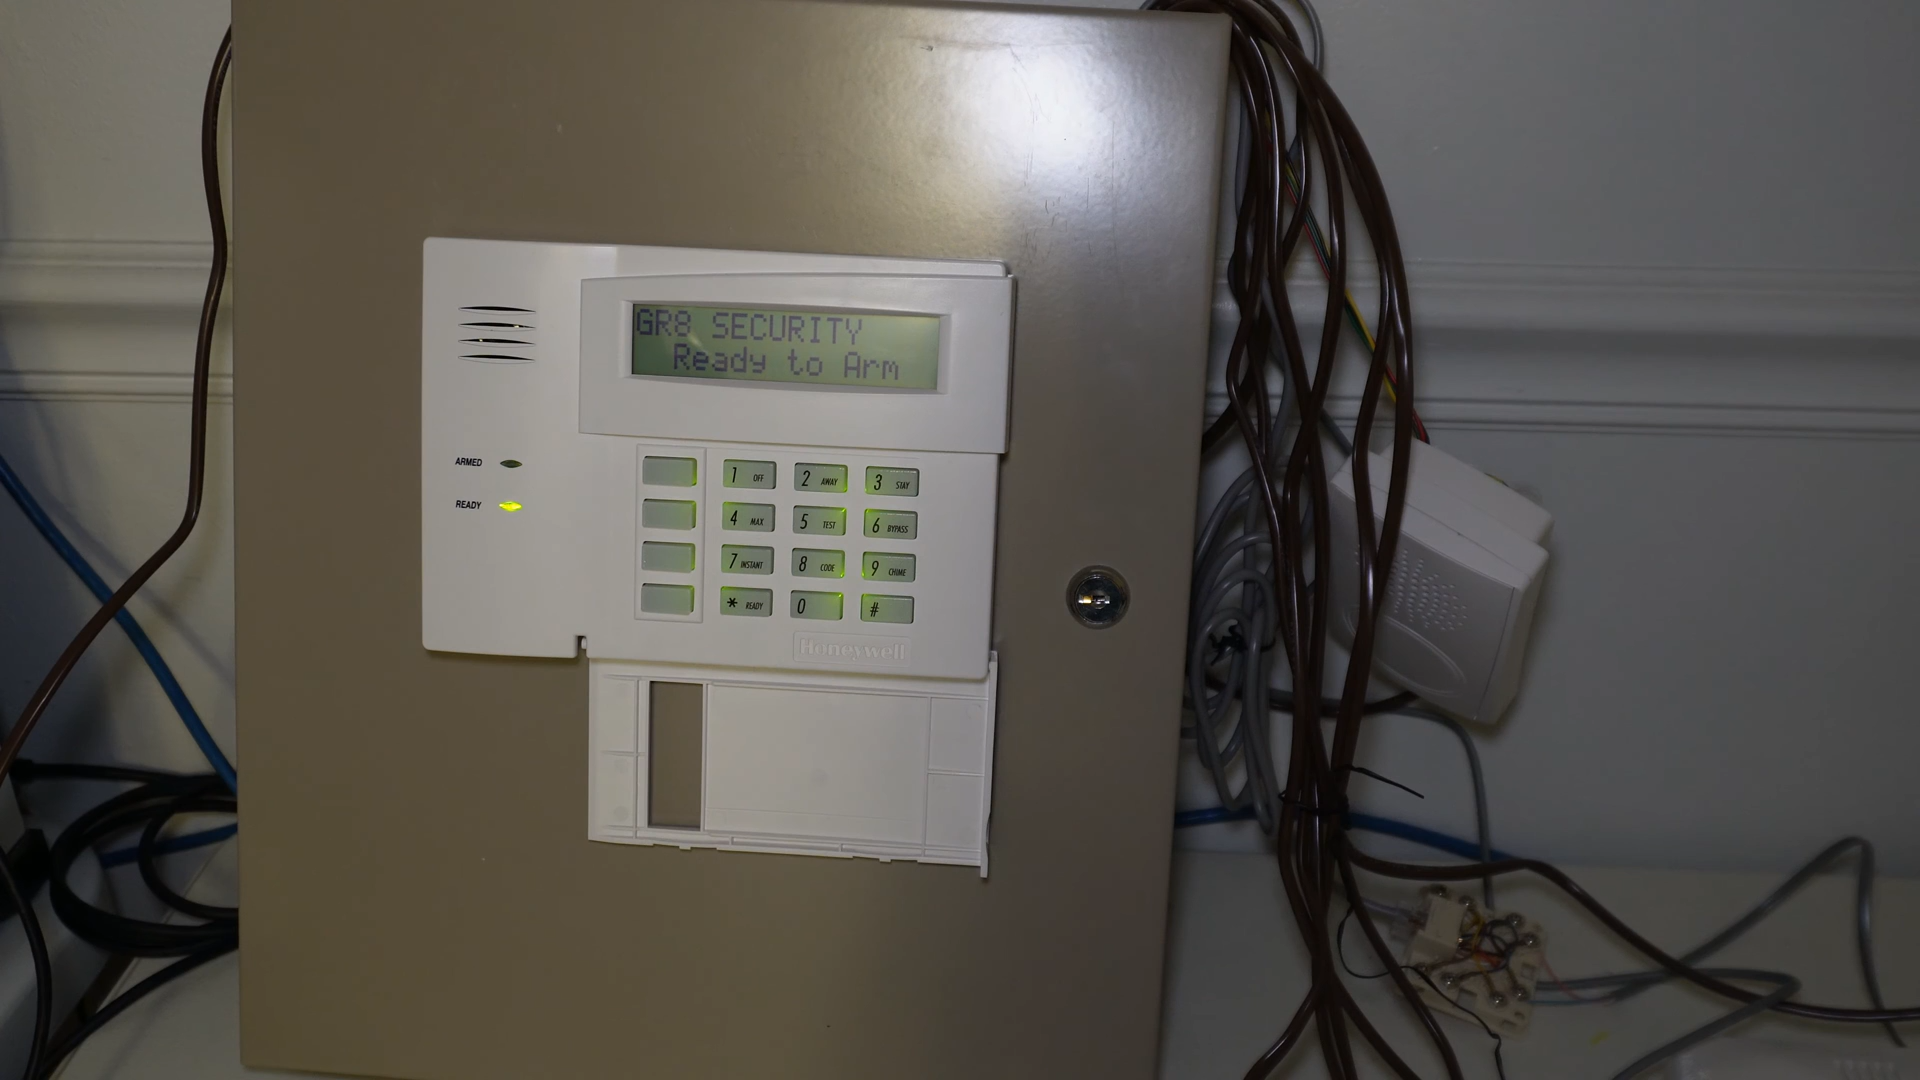 GR8 SECURITY
Ready to Arm
ARMED
READY
1 OFF
2 AWAY
3 STAY
4 MAX
5 TEST
6 BYPASS
7 INSTANT
8 CODE
9 CHIME
* READY
0
#
Honeywell